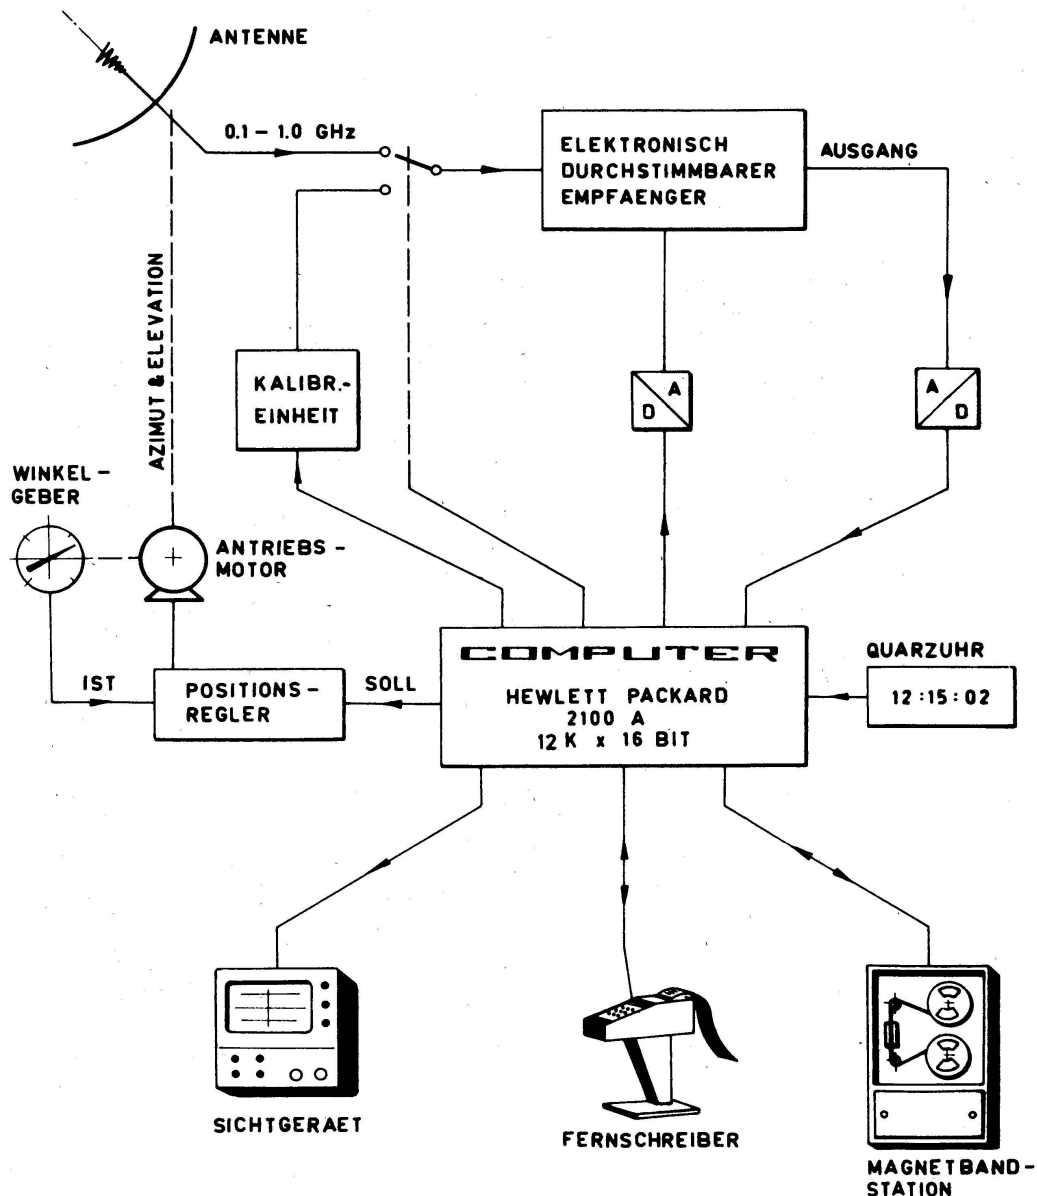 ANTENNE
0.1 – 1.0 GHz
ELEKTRONISCH
DURCHSTIMMBARER
EMPFAENGER
AUSGANG
AZIMUT & ELEVATION
KALIBR.-
EINHEIT
A
D
A
D
WINKEL-
GEBER
ANTRIEBS-
MOTOR
COMPUTER
HEWLETT PACKARD
2100 A
12K x 16 BIT
QUARZUHR
12:15:02
IST
POSITIONS-
REGLER
SOLL
SICHTGERAET
FERNSCHREIBER
MAGNETBAND-
STATION